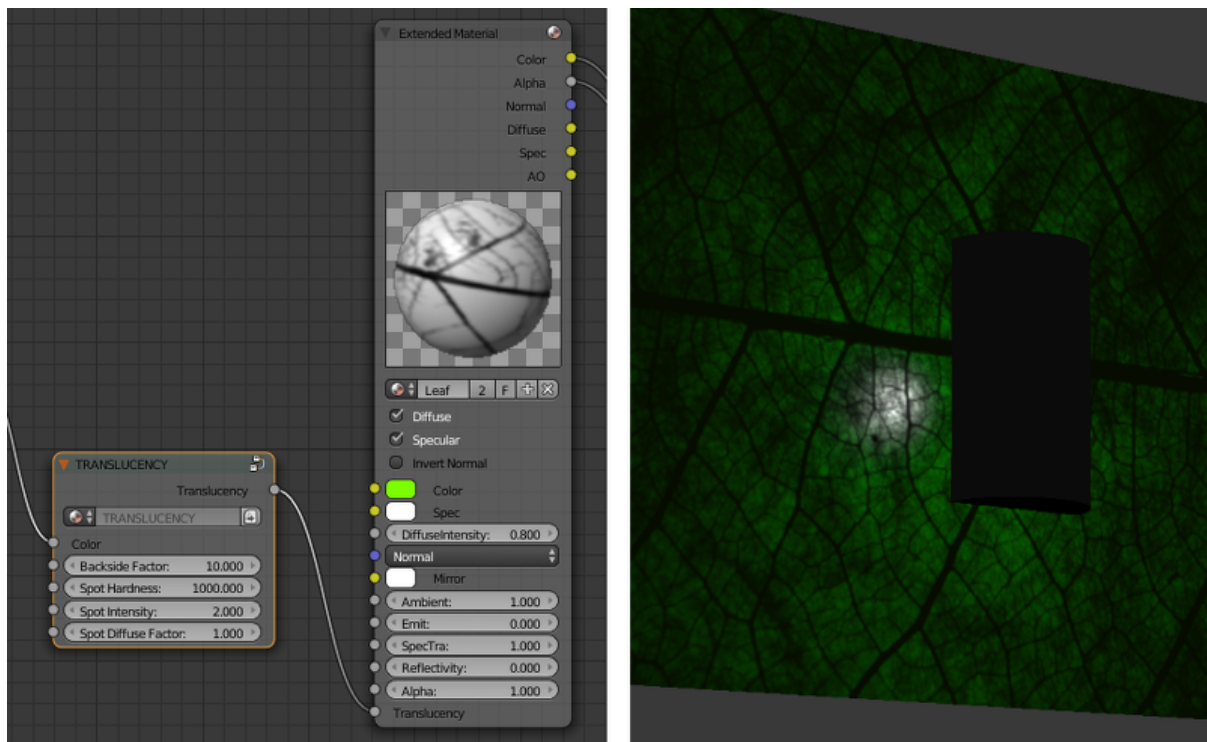 Extended Material
Color
Alpha
Normal
Diffuse
Spec
AO
Leaf 2 F
Diffuse
Specular
Invert Normal
Color
Spec
DiffuseIntensity: 0.800
Normal
Mirror
Ambient: 1.000
Emit: 0.000
SpecTra: 1.000
Reflectivity: 0.000
Alpha: 1.000
Translucency
TRANSLUCENCY
Translucency
TRANSLUCENCY
Color
Backside Factor: 10.000
Spot Hardness: 1000.000
Spot Intensity: 2.000
Spot Diffuse Factor: 1.000